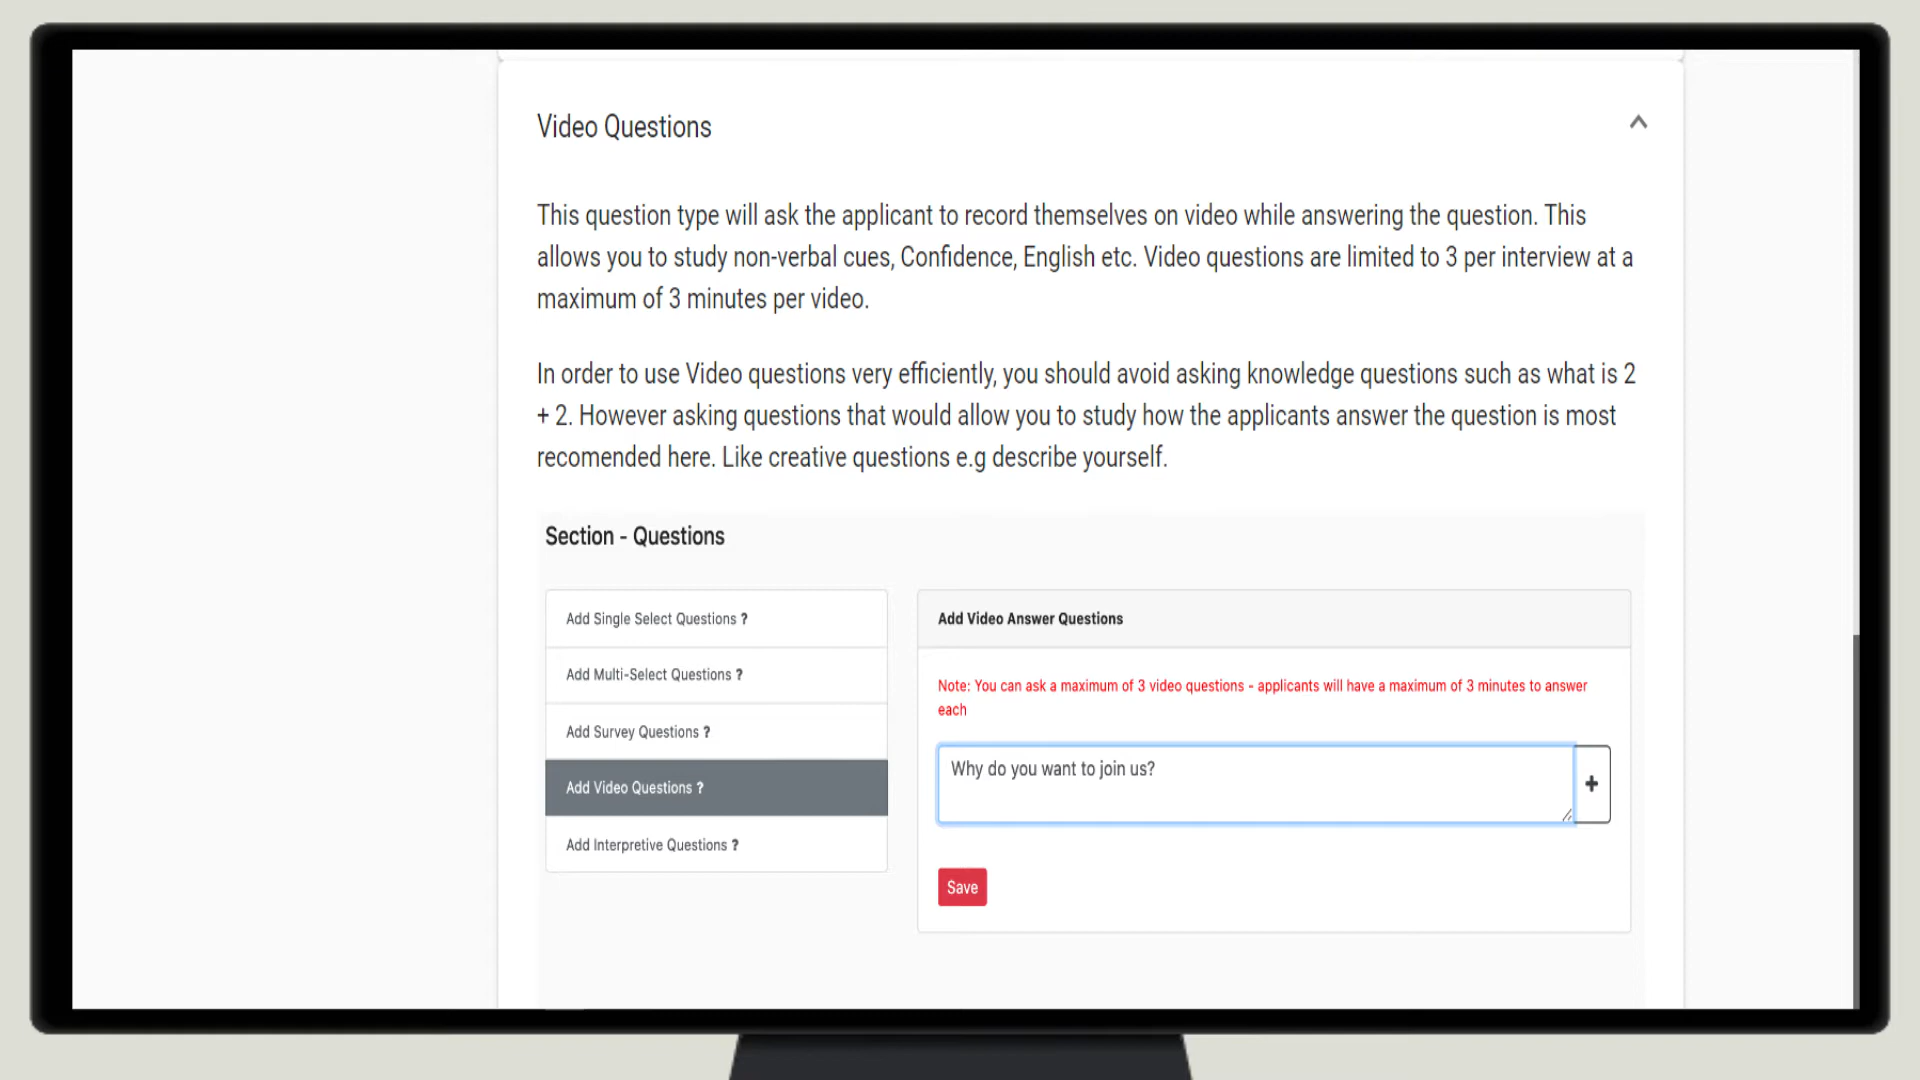 Video Questions
This question type will ask the applicant to record themselves on video while answering the question. This
allows you to study non-verbal cues, Confidence, English etc. Video questions are limited to 3 per interview at a
maximum of 3 minutes per video.
In order to use Video questions very efficiently, you should avoid asking knowledge questions such as what is 2
+ 2. However asking questions that would allow you to study how the applicants answer the question is most
recomended here. Like creative questions e.g describe yourself.
Section - Questions
Add Single Select Questions ?
Add Multi-Select Questions ?
Add Survey Questions ?
Add Video Questions ?
Add Interpretive Questions ?
Add Video Answer Questions
Note: You can ask a maximum of 3 video questions - applicants will have a maximum of 3 minutes to answer
each
Why do you want to join us?
+
Save